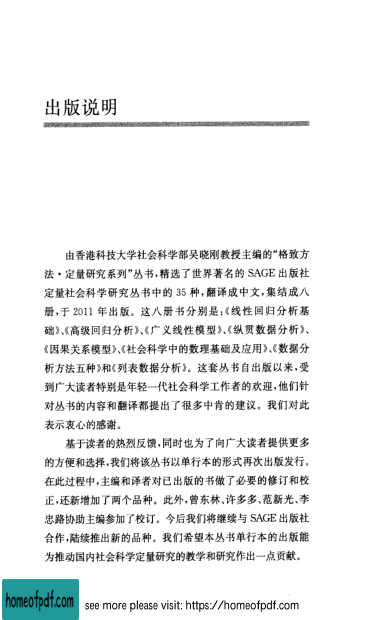 出版说明
由香港科技大学社会科学部吴晓刚教授主编的“格致方
法·定量研究系列”丛书,精选了世界著名的 SAGE 出版社
定量社会科学研究丛书中的 35 种,翻译成中文,集结成八
册,于 2011 年出版。这八册书分别是:《线性回归分析基
础》、《高级回归分析》、《广义线性模型》、《纵贯数据分析》、
《因果关系模型》、《社会科学中的数理基础及应用》、《数据分
析方法五种》和《列表数据分析》。这套丛书自出版以来,受
到广大读者特别是年轻一代社会科学工作者的欢迎,他们针
对丛书的内容和翻译都提出了很多中肯的建议。我们对此
表示衷心的感谢。
基于读者的热烈反馈,同时也为了向广大读者提供更多
的方便和选择,我们将该丛书以单行本的形式再次出版发行。
在此过程中,主编和译者对已出版的书做了必要的修订和校
正,还新增加了两个品种。此外,曾东林、许多多、范新光、李
忠路协助主编参加了校订。今后我们将继续与 SAGE 出版社
合作,陆续推出新的品种。我们希望本丛书单行本的出版能
为推动国内社会科学定量研究的教学和研究作出一点贡献。
homeofpdf.com
see more please visit: https://homeofpdf.com